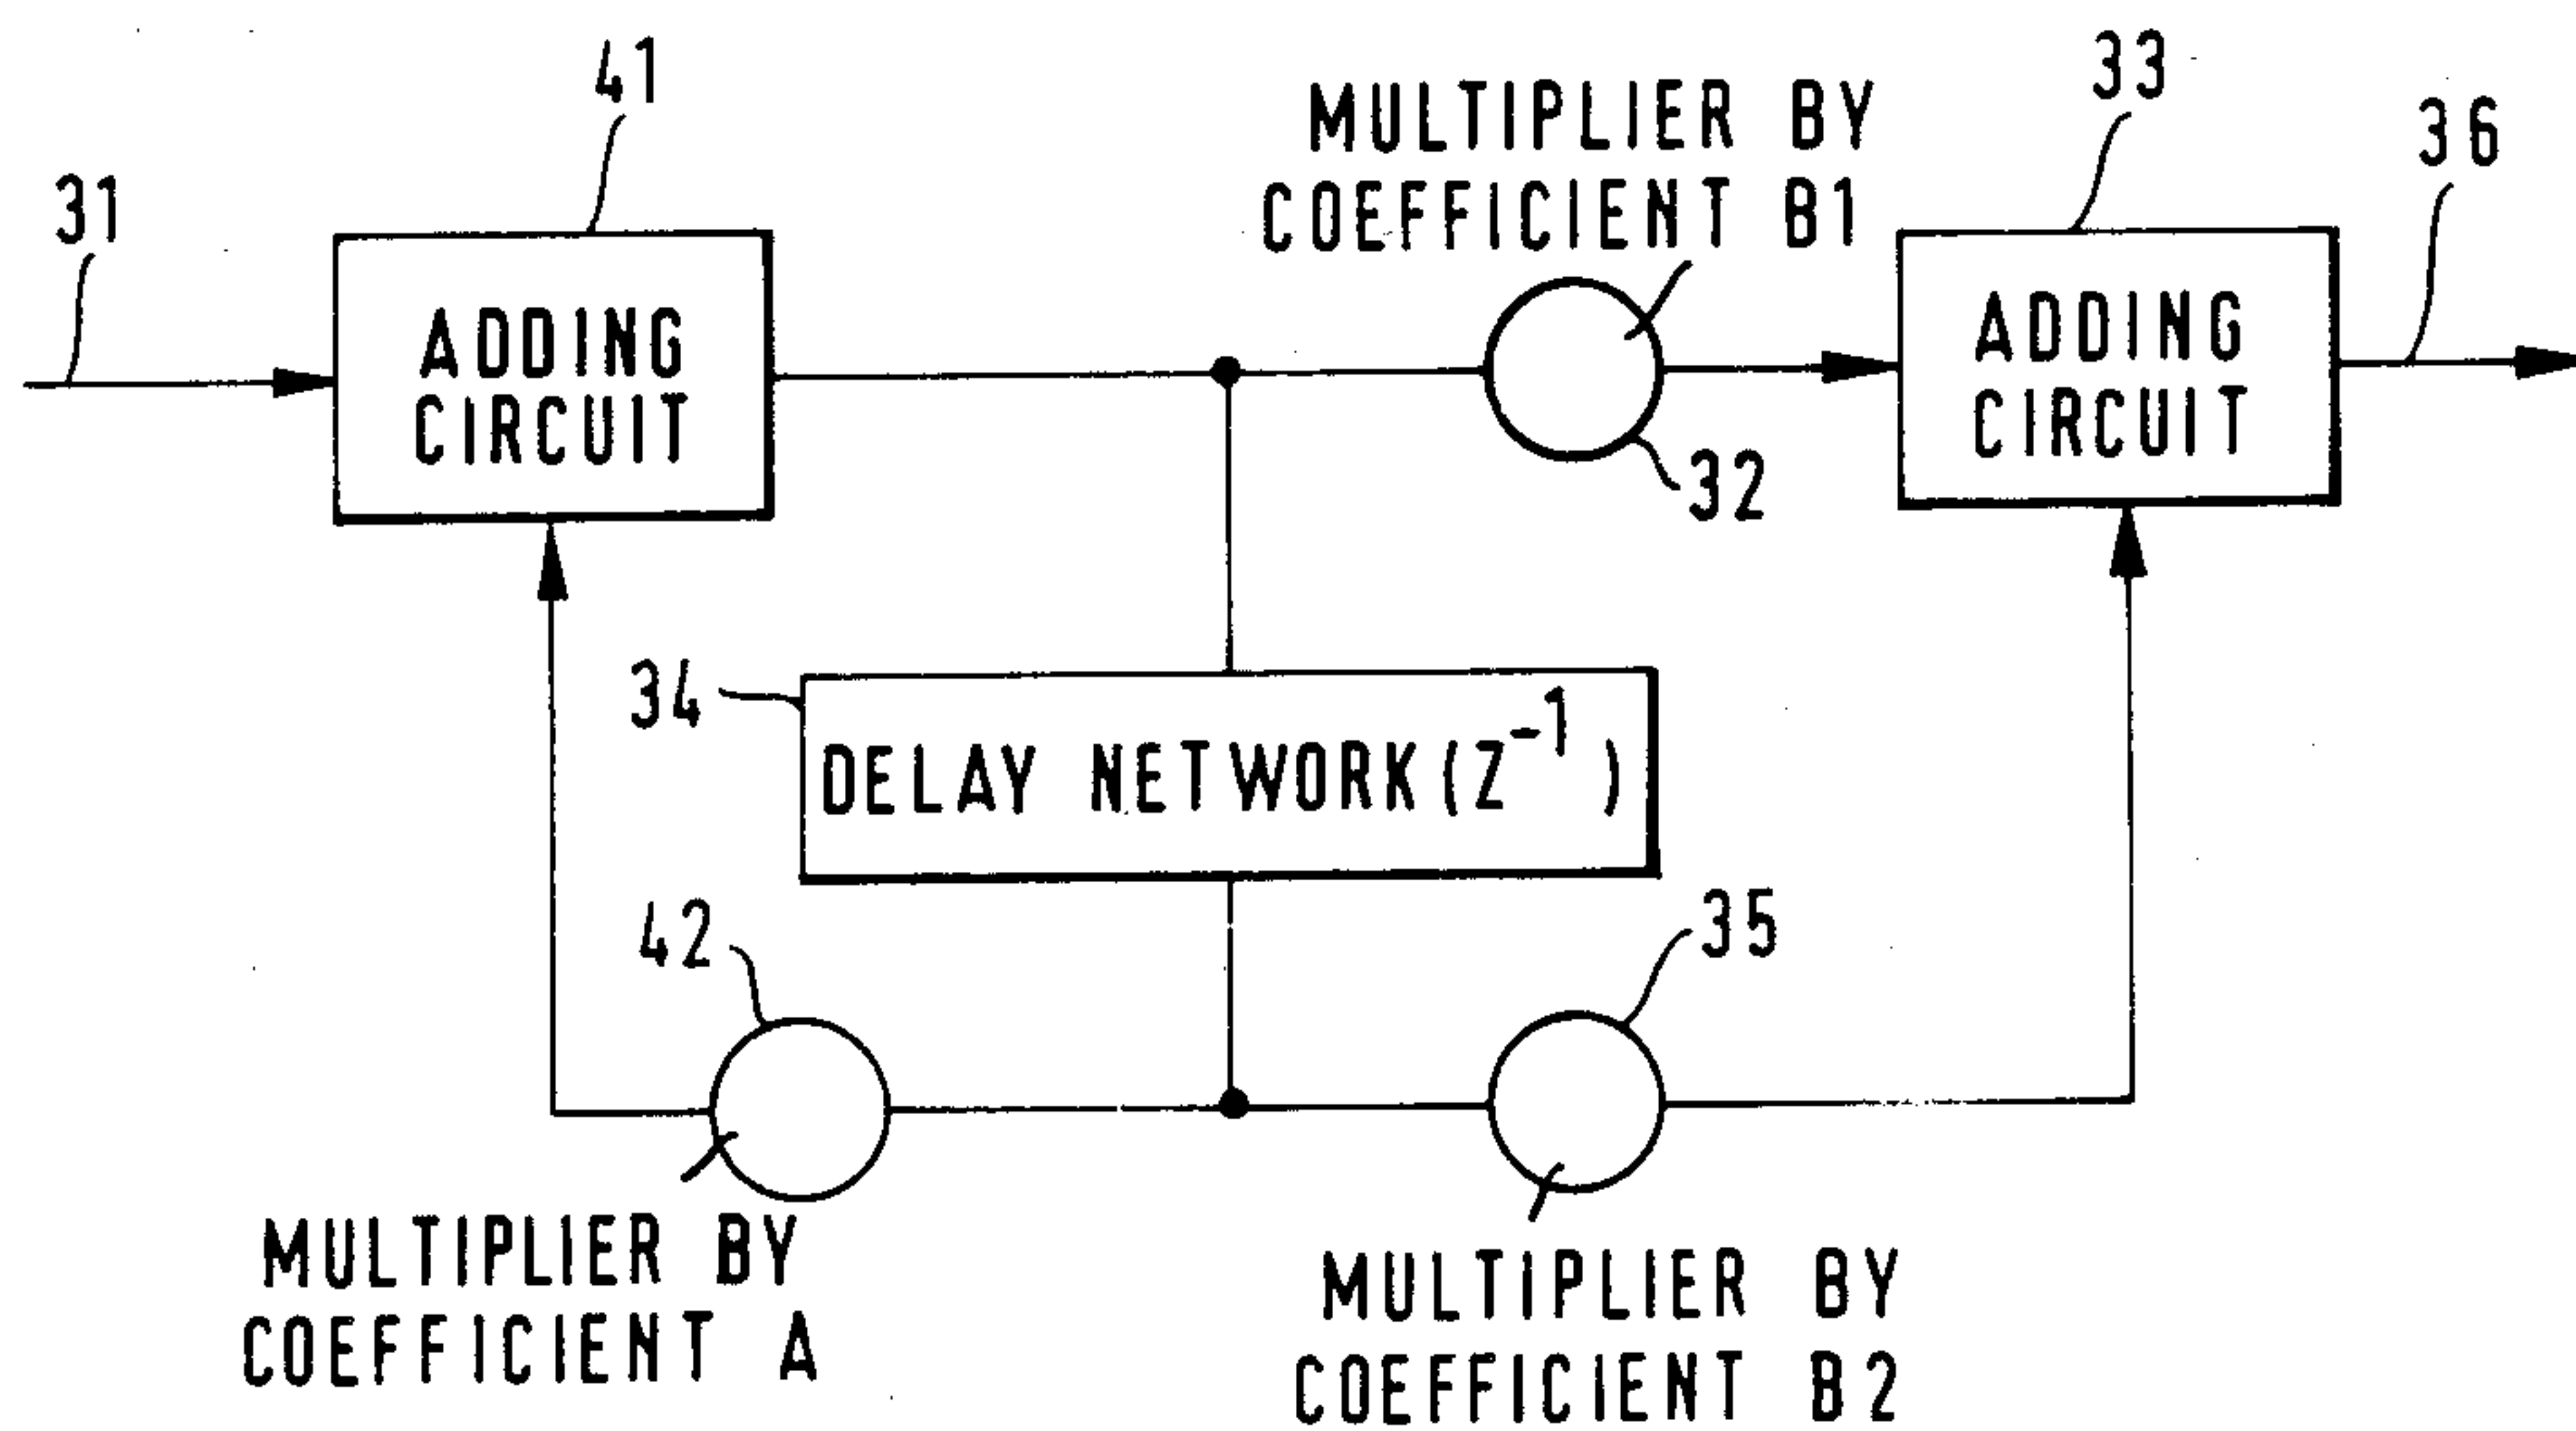 41
33
36
31
MULTIPLIER BY
COEFFICIENT B1
ADDING
CIRCUIT
ADDING
CIRCUIT
32
34
DELAY NETWORK (Z⁻¹)
42
35
MULTIPLIER BY
COEFFICIENT A
MULTIPLIER BY
COEFFICIENT B2